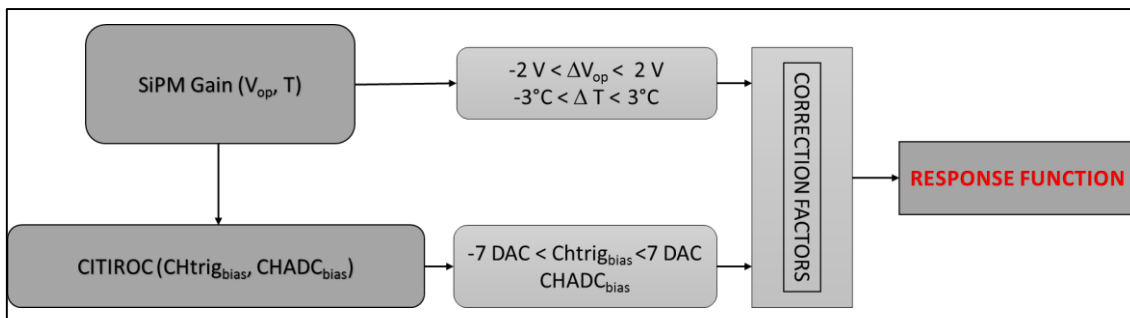 SiPM Gain (Vop, T)
-2 V < ΔVop < 2 V
-3°C < Δ T < 3°C
CITIROC (CHtrigbias, CHADCbias)
-7 DAC < Chtrigbias <7 DAC
CHADCbias
CORRECTION FACTORS
RESPONSE FUNCTION